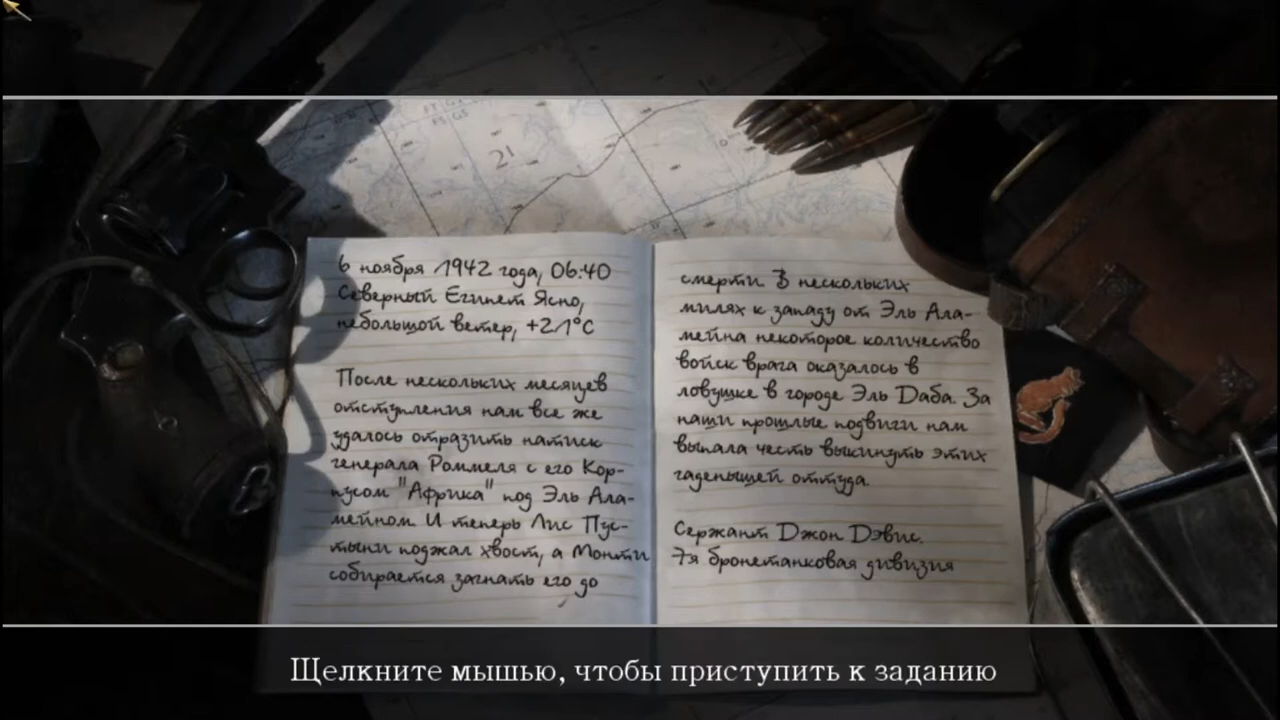 21
6 ноября 1942 года, 06:40
Северный Египет Ясно,
небольшой ветер, +21°C
После нескольких месяцев
отступления нам все же
удалось отразить натиск
генерала Роммеля с его Кор-
пусом "Африка" под Эль Ала-
мейном. И теперь Лис Пус-
тыни поджал хвост, а Монти
собирается загнать его до
смерти. В нескольких
милях к западу от Эль Ала-
мейна некоторое количество
войск врага оказалось в
ловушке в городе Эль Даба. За
наши прошлые подвиги нам
выпала честь выкинуть этих
гаденышей оттуда.
Сержант Джон Дэвис.
7я бронетанковая дивизия
Щелкните мышью, чтобы приступить к заданию